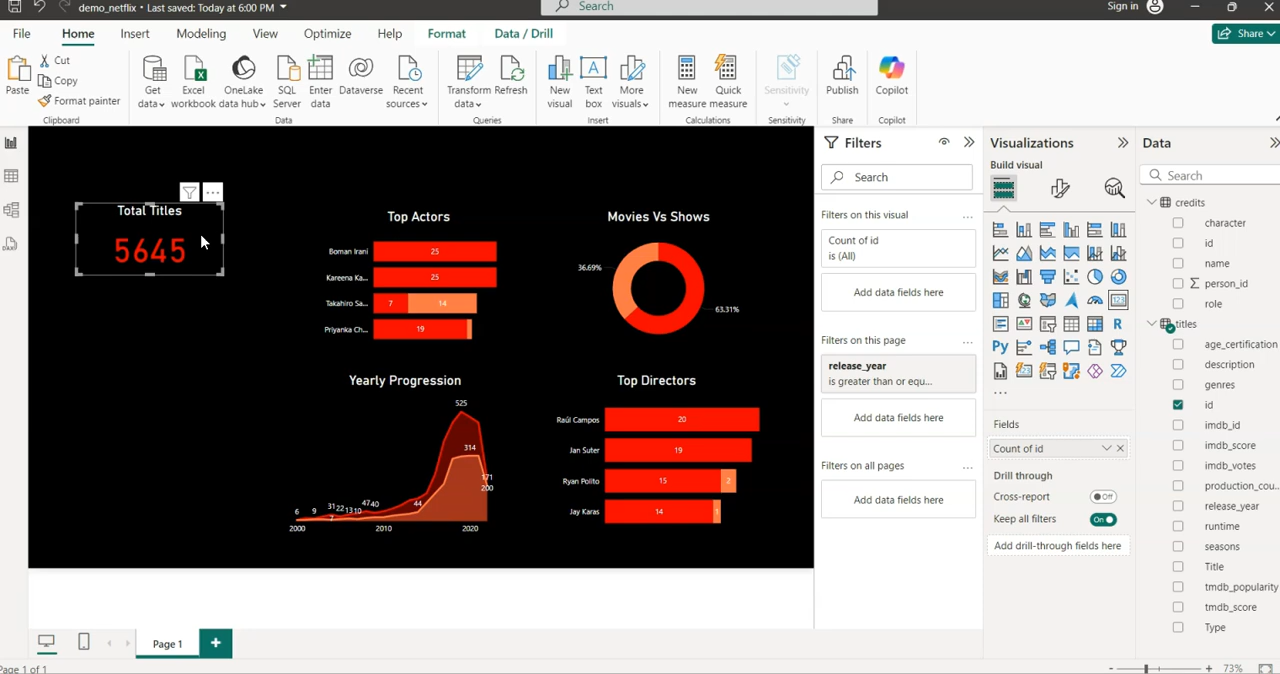 demo_netflix • Last saved: Today at 6:00 PM
Search
Sign in
File
Home
Insert
Modeling
View
Optimize
Help
Format
Data / Drill
Share
Paste
Cut
Copy
Format painter
Clipboard
Get data
Excel workbook
OneLake data hub
SQL Server
Enter data
Dataverse
Recent sources
Data
Transform data
Refresh
Queries
New visual
Text box
More visuals
Insert
New measure
Quick measure
Calculations
Sensitivity
Sensitivity
Publish
Share
Copilot
Copilot
Total Titles
5645
Top Actors
Boman Irani
25
Kareena Ka...
25
Takahiro Sa...
7
14
Priyanka Ch...
19
Movies Vs Shows
36.69%
63.31%
Yearly Progression
525
314
171
200
6
9
31
22
13
10
47
40
44
2
2000
2010
2020
Top Directors
Raúl Campos
20
Jan Suter
19
Ryan Polito
15
2
Jay Karas
14
1
Filters
Search
Filters on this visual
...
Count of id
is (All)
Add data fields here
Filters on this page
...
release_year
is greater than or equ...
Add data fields here
Filters on all pages
...
Add data fields here
Visualizations
Build visual
R
Py
123
...
Fields
Count of id
Drill through
Cross-report
Off
Keep all filters
On
Add drill-through fields here
Data
Search
credits
character
id
name
person_id
role
titles
age_certification
description
genres
id
imdb_id
imdb_score
imdb_votes
production_cou...
release_year
runtime
seasons
Title
tmdb_popularity
tmdb_score
Type
Page 1
Page 1 of 1
73%